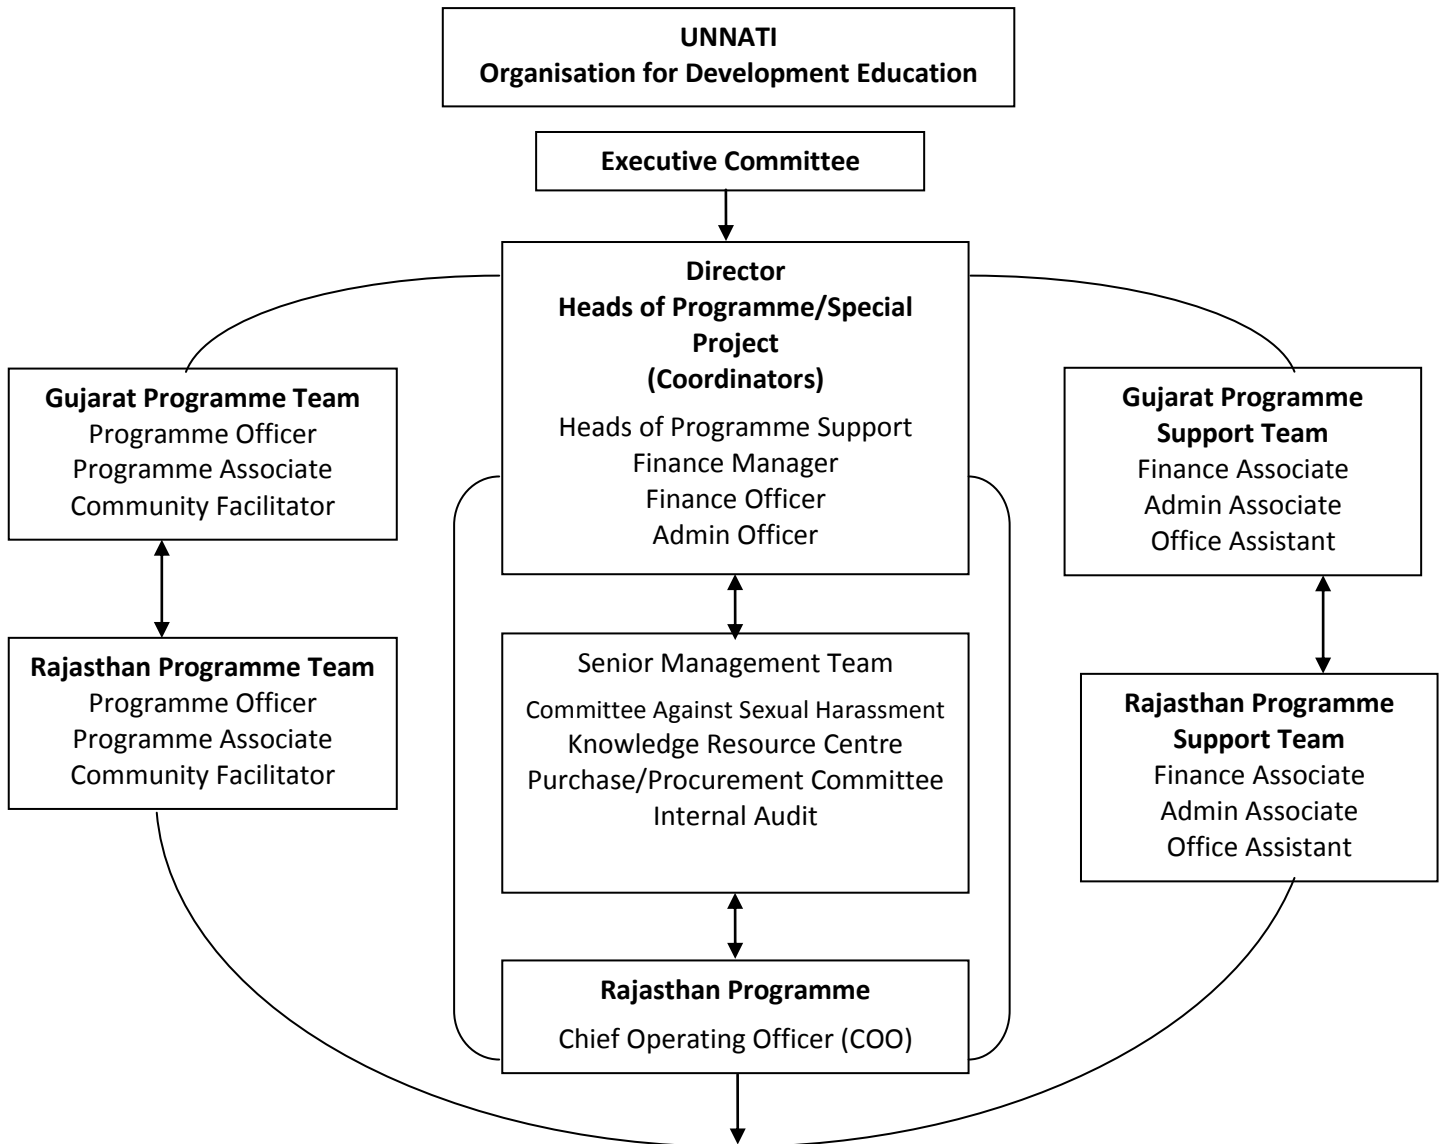 UNNATI
Organisation for Development Education
Executive Committee
Director
Heads of Programme/Special
Project
(Coordinators)
Heads of Programme Support
Finance Manager
Finance Officer
Admin Officer
Gujarat Programme Team
Programme Officer
Programme Associate
Community Facilitator
Gujarat Programme
Support Team
Finance Associate
Admin Associate
Office Assistant
Rajasthan Programme Team
Programme Officer
Programme Associate
Community Facilitator
Senior Management Team
Committee Against Sexual Harassment
Knowledge Resource Centre
Purchase/Procurement Committee
Internal Audit
Rajasthan Programme
Support Team
Finance Associate
Admin Associate
Office Assistant
Rajasthan Programme
Chief Operating Officer (COO)